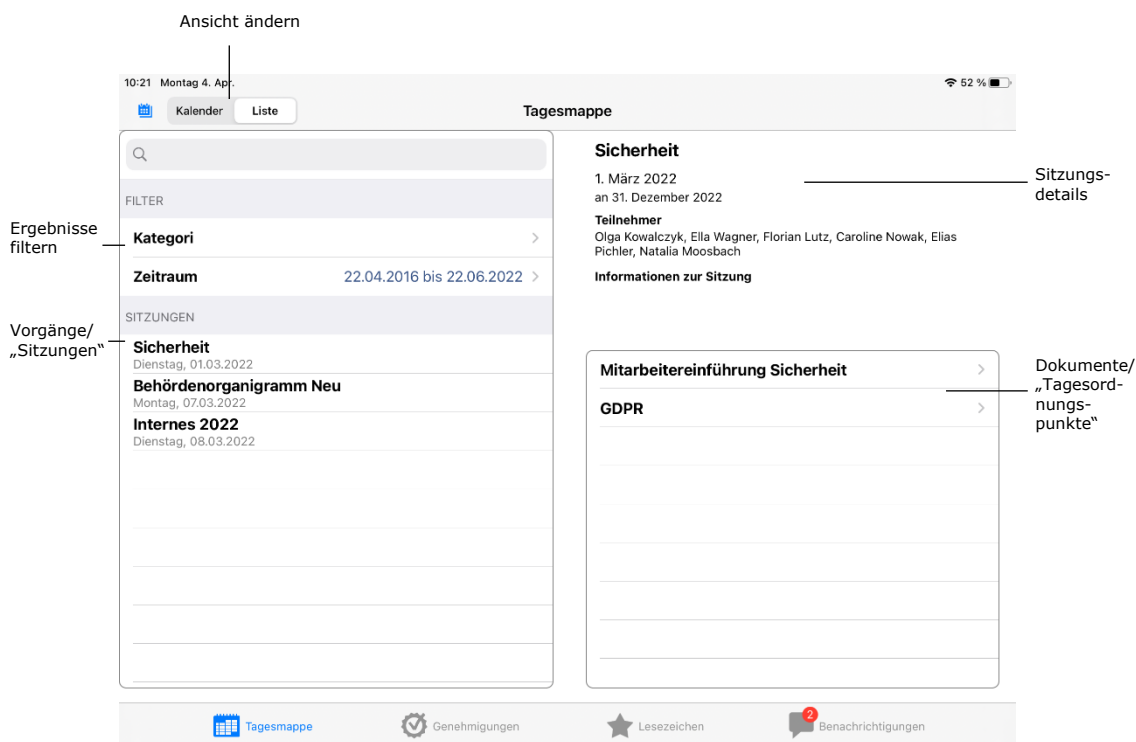 Ansicht ändern
10:21 Montag 4. Apr.
52 %
Kalender Liste
Tagesmappe
FILTER
Kategori
Zeitraum 22.04.2016 bis 22.06.2022
SITZUNGEN
Sicherheit
Dienstag, 01.03.2022
Behördenorganigramm Neu
Montag, 07.03.2022
Internes 2022
Dienstag, 08.03.2022
Ergebnisse
filtern
Vorgänge/
„Sitzungen“
Sicherheit
1. März 2022
an 31. Dezember 2022
Teilnehmer
Olga Kowalczyk, Ella Wagner, Florian Lutz, Caroline Nowak, Elias
Pichler, Natalia Moosbach
Informationen zur Sitzung
Mitarbeitereinführung Sicherheit
GDPR
Sitzungs-
details
Dokumente/
„Tagesord-
nungs-
punkte“
Tagesmappe
Genehmigungen
Lesezeichen
2
Benachrichtigungen